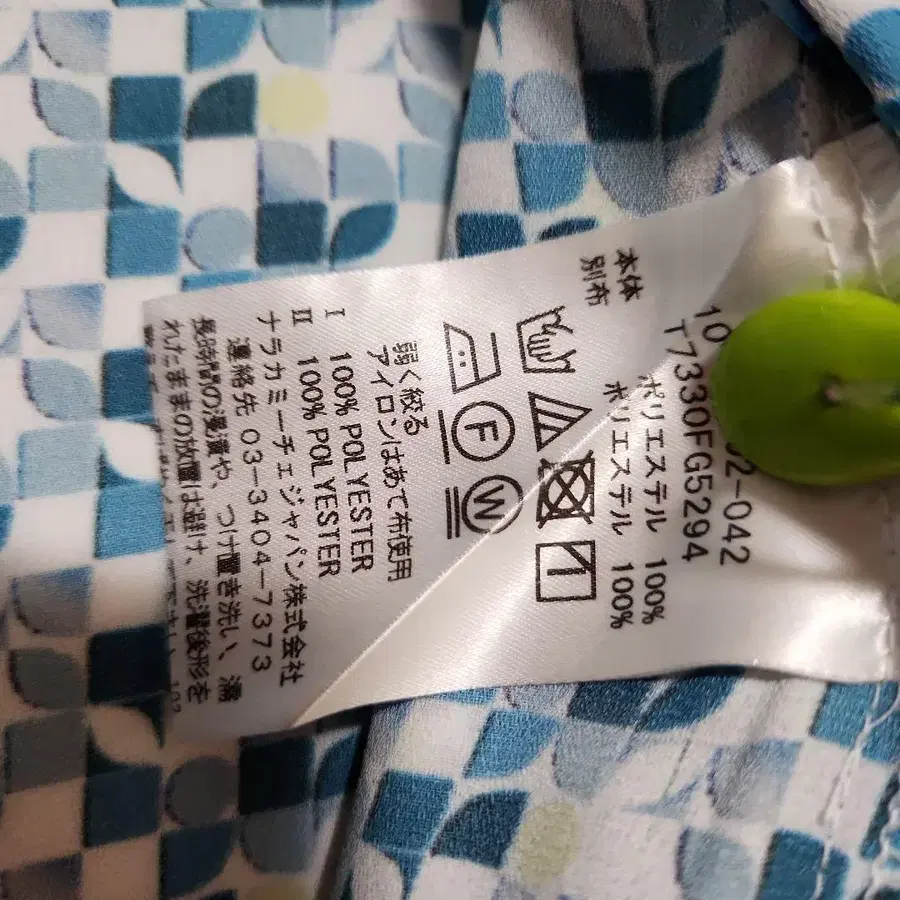 02-042
T7330FG5294
本体 ポリエステル 100%
別布 ポリエステル 100%
F W
弱く絞る
アイロンはあて布使用
Ⅰ 100% POLYESTER
Ⅱ 100% POLYESTER
ナラカミーチェジャパン株式会社
連絡先 03-3404-7373
長時間の浸漬や、つけ置き洗い、濡
れたままの放置は避け、洗濯後形を